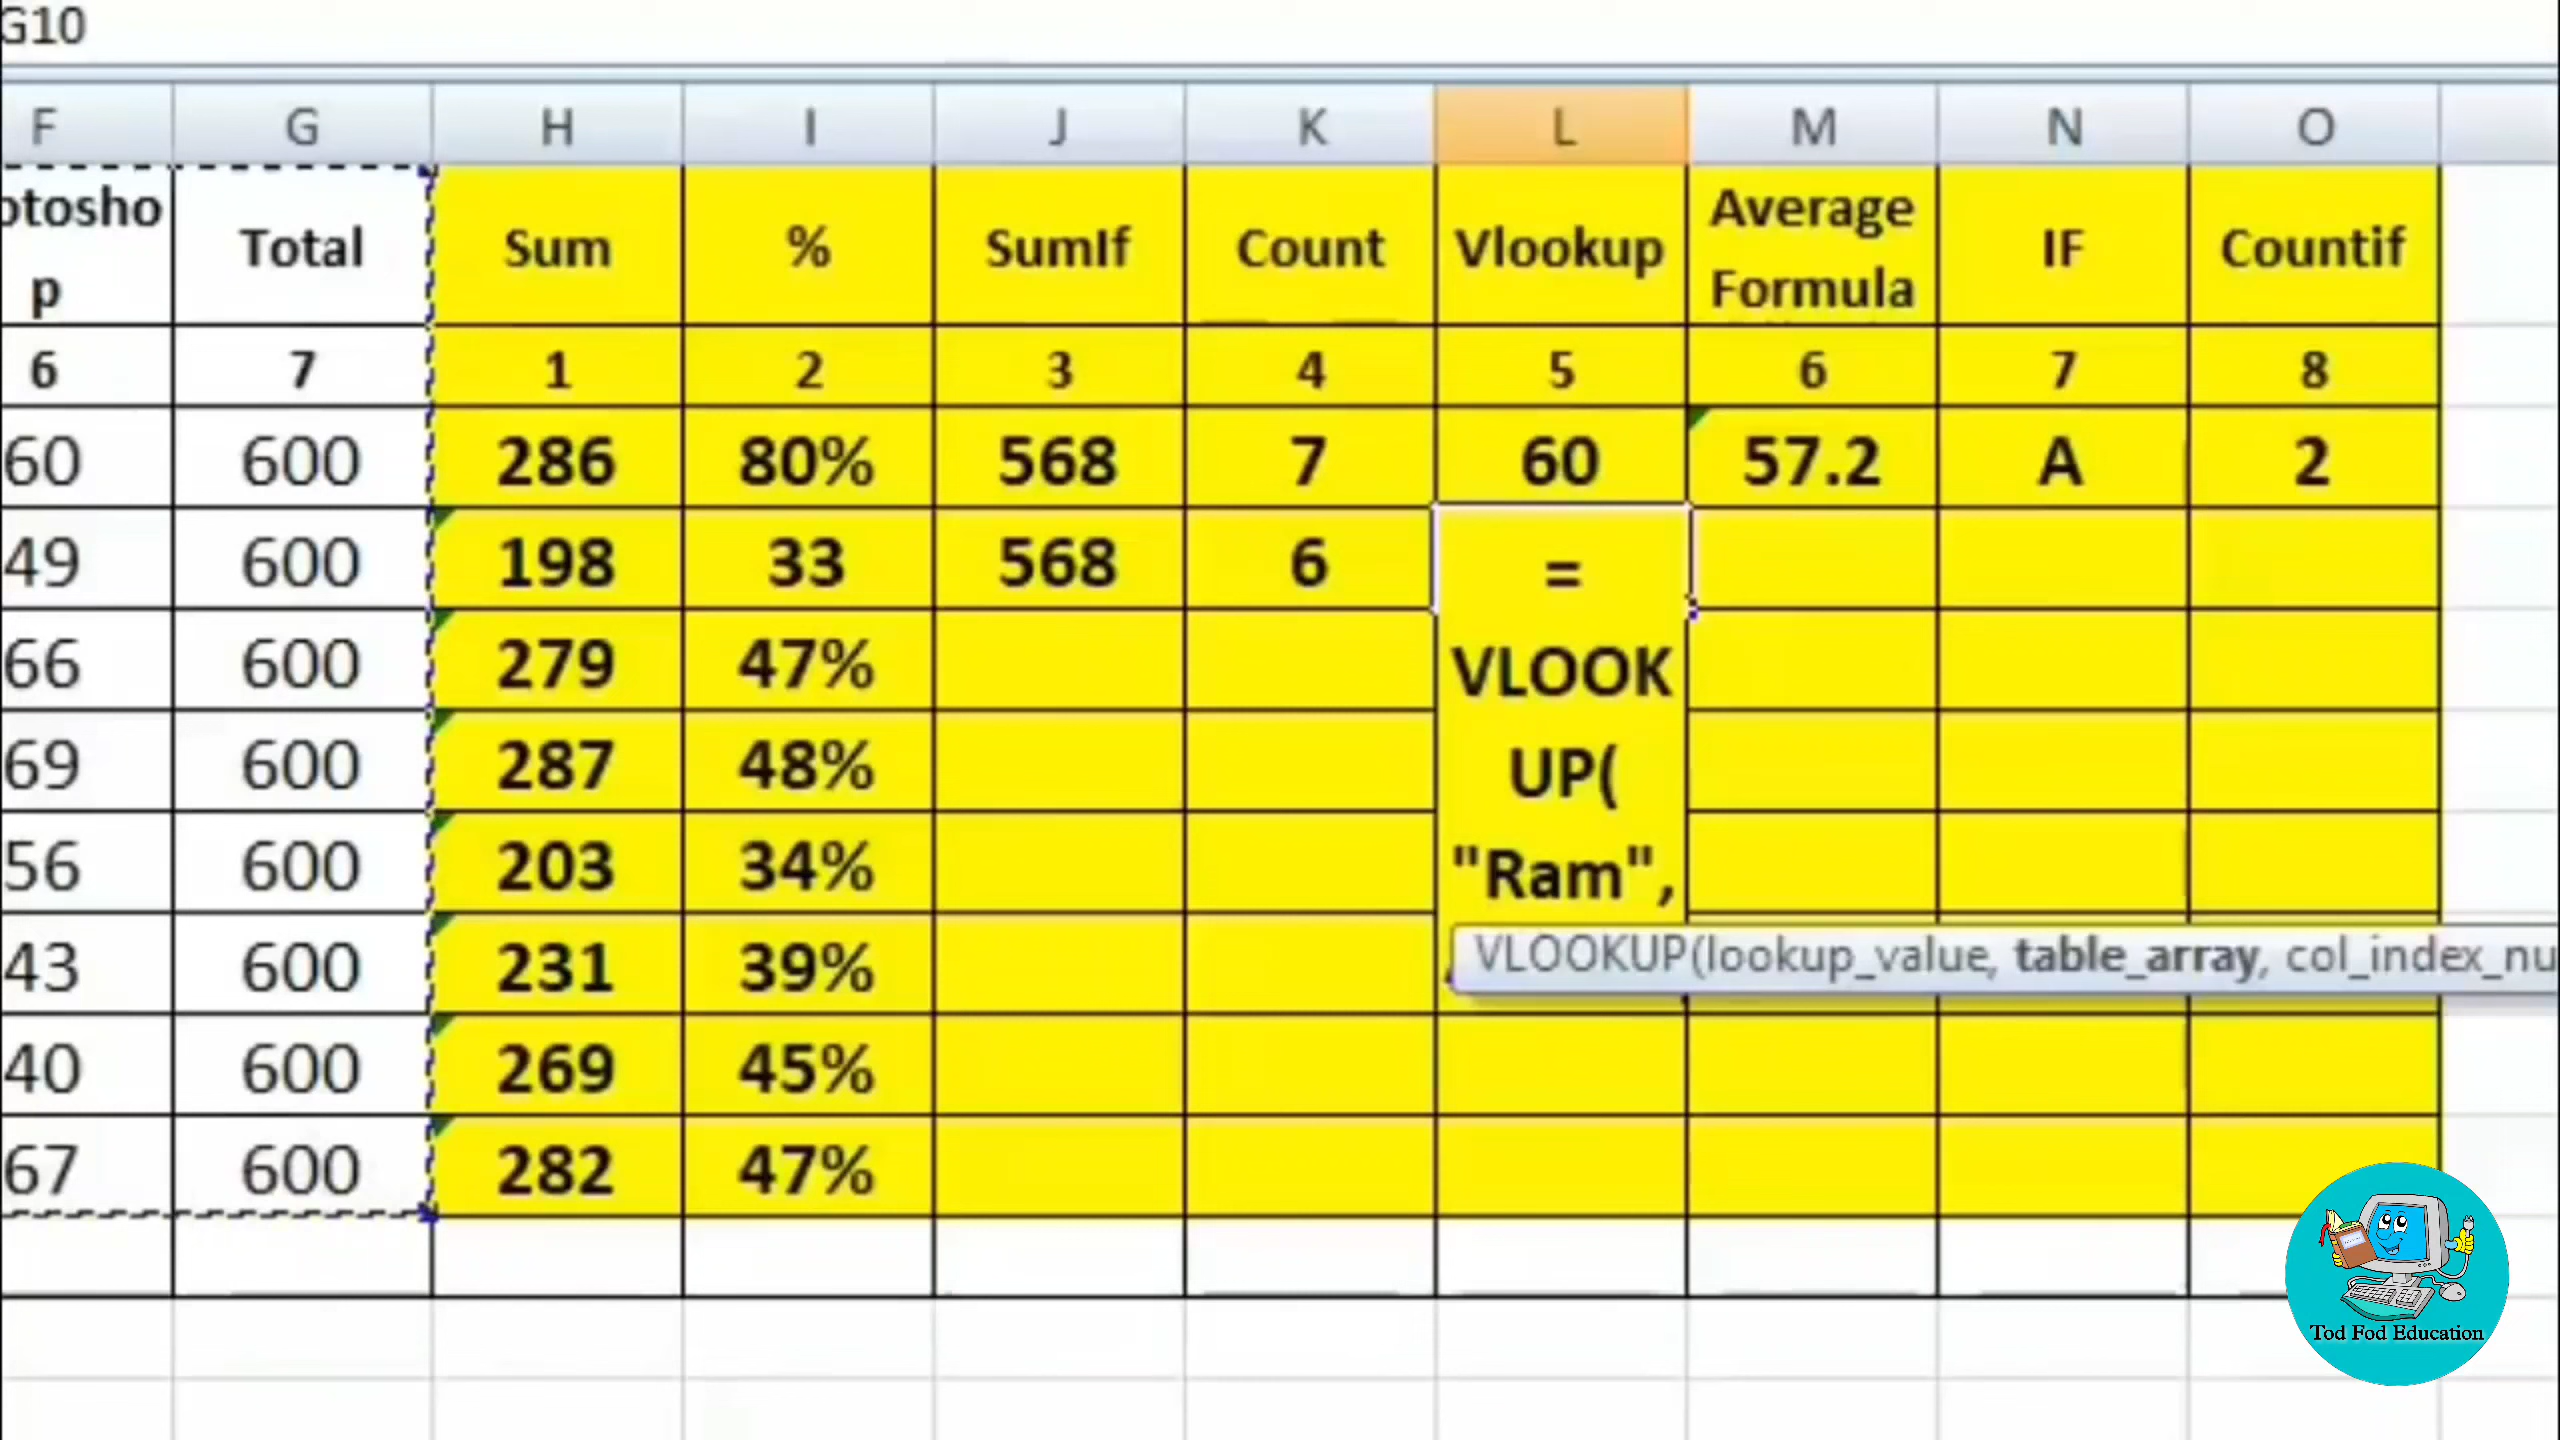 G10
F G H I J K L M N O
otosho
p Total Sum % SumIf Count Vlookup Average
Formula IF Countif
6 7 1 2 3 4 5 6 7 8
60 600 286 80% 568 7 60 57.2 A 2
49 600 198 33 568 6 =
66 600 279 47% VLOOK
69 600 287 48% UP(
56 600 203 34% "Ram",
43 600 231 39% VLOOKUP(lookup_value, table_array, col_index_nu
40 600 269 45%
67 600 282 47%
Tod Fod Education